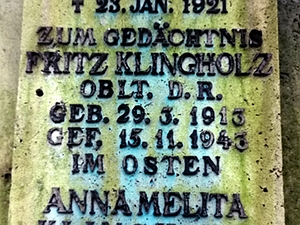 † 23. JAN. 1921
ZUM GEDÄCHTNIS
FRITZ KLINGHOLZ
OBLT. D. R.
GEB. 29. 3. 1913
GEF. 15. 11. 1943
IM OSTEN
ANNA MELITA